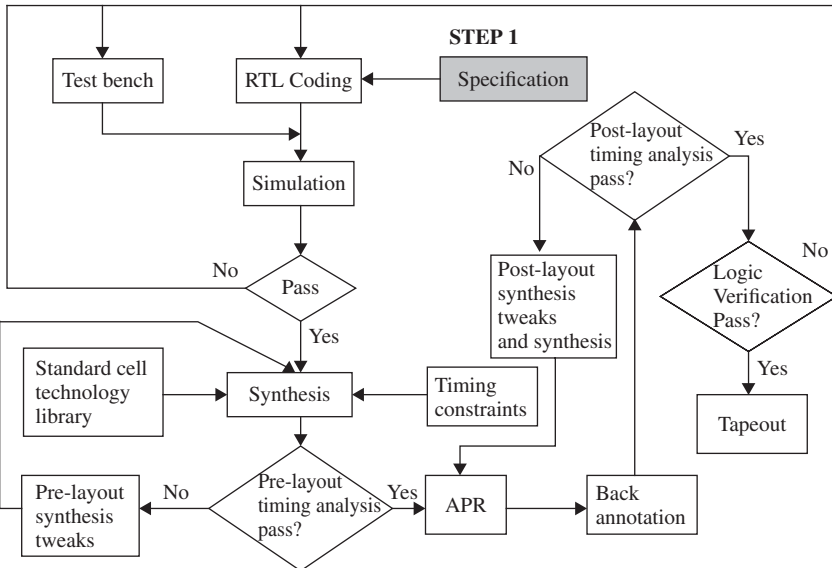 STEP 1
Test bench
RTL Coding
Specification
Simulation
No
Pass
Yes
Standard cell
technology
library
Synthesis
Timing
constraints
Pre-layout
synthesis
tweaks
No
Pre-layout
timing analysis
pass?
Yes
APR
Back
annotation
Post-layout
synthesis
tweaks
and synthesis
No
Post-layout
timing analysis
pass?
Yes
Logic
Verification
Pass?
No
Yes
Tapeout